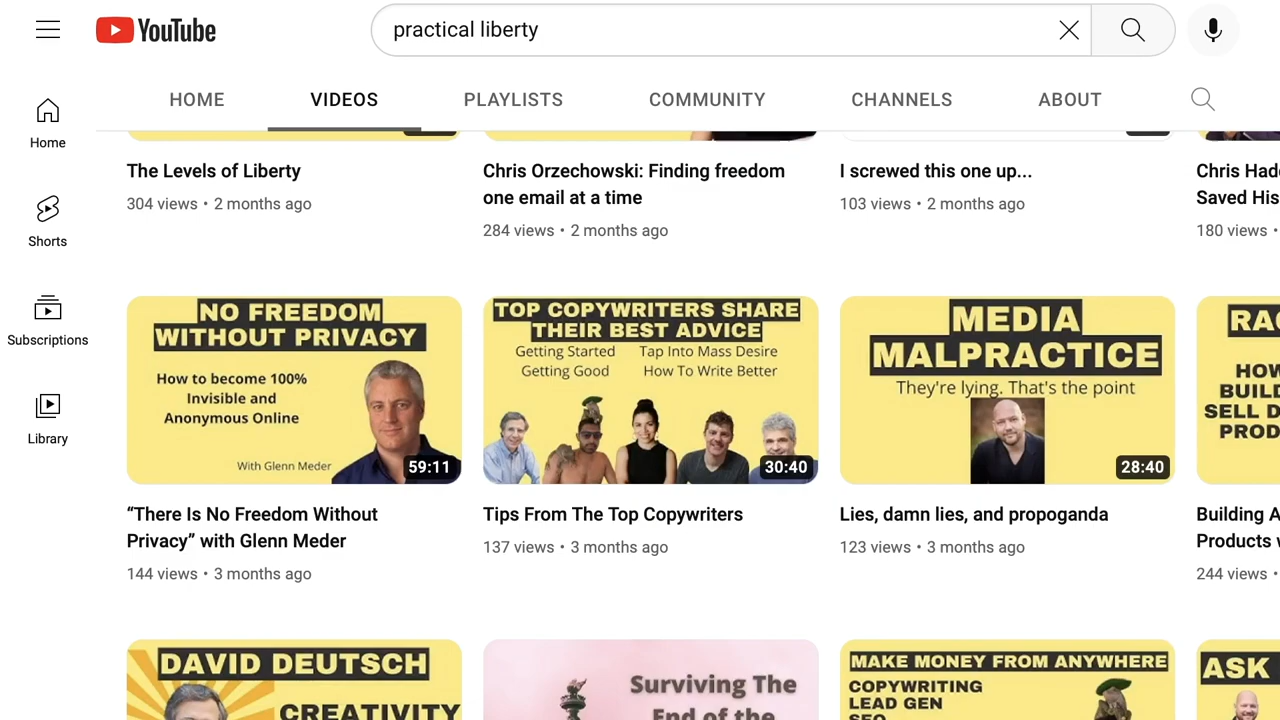 YouTube
practical liberty
HOME
VIDEOS
PLAYLISTS
COMMUNITY
CHANNELS
ABOUT
Home
Shorts
Subscriptions
Library
The Levels of Liberty
304 views • 2 months ago
Chris Orzechowski: Finding freedom
one email at a time
284 views • 2 months ago
I screwed this one up...
103 views • 2 months ago
Chris Had
Saved His
180 views •
NO FREEDOM
WITHOUT PRIVACY
How to become 100%
Invisible and
Anonymous Online
With Glenn Meder
59:11
“There Is No Freedom Without
Privacy” with Glenn Meder
144 views • 3 months ago
TOP COPYWRITERS SHARE
THEIR BEST ADVICE
Getting Started Tap Into Mass Desire
Getting Good How To Write Better
30:40
Tips From The Top Copywriters
137 views • 3 months ago
MEDIA
MALPRACTICE
They're lying. That's the point
28:40
Lies, damn lies, and propoganda
123 views • 3 months ago
RA
HOW
BUILD
SELL D
PROD
Building A
Products
244 views •
DAVID DEUTSCH
CREATIVITY
Surviving The
End of the
MAKE MONEY FROM ANYWHERE
COPYWRITING
LEAD GEN
SEO
ASK